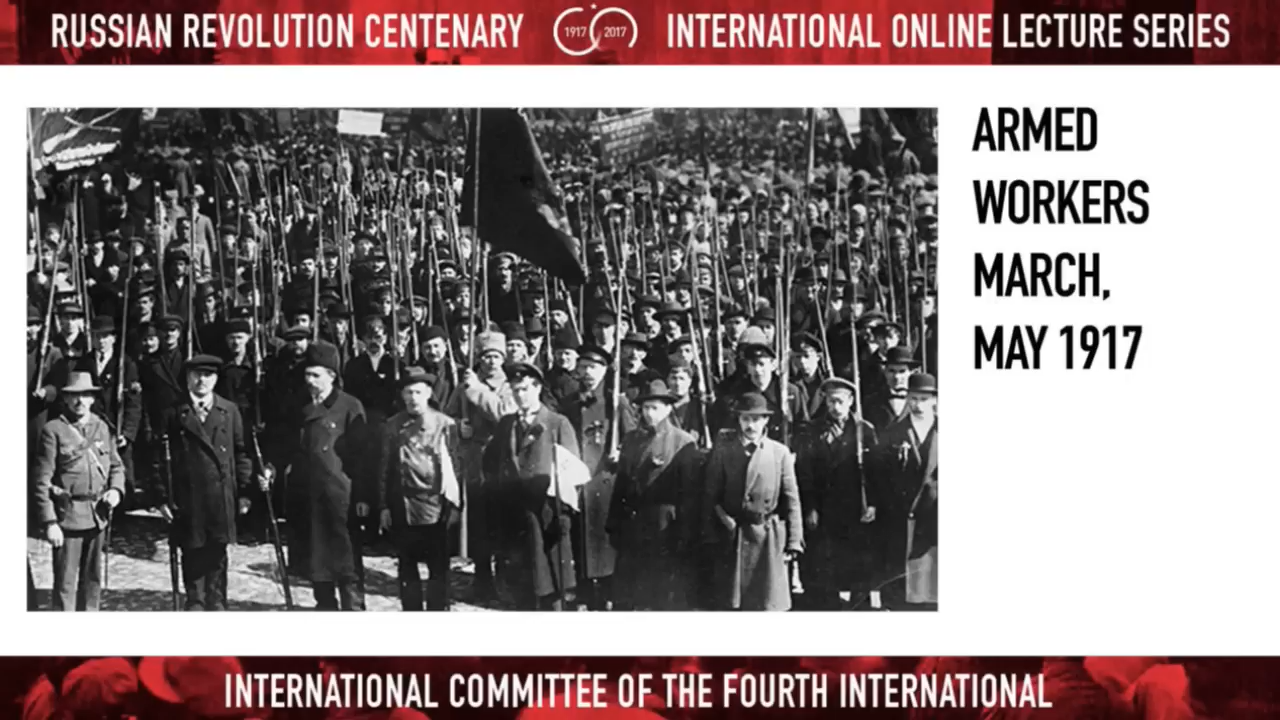 RUSSIAN REVOLUTION CENTENARY 1917 2017 INTERNATIONAL ONLINE LECTURE SERIES
ARMED
WORKERS
MARCH,
MAY 1917
INTERNATIONAL COMMITTEE OF THE FOURTH INTERNATIONAL